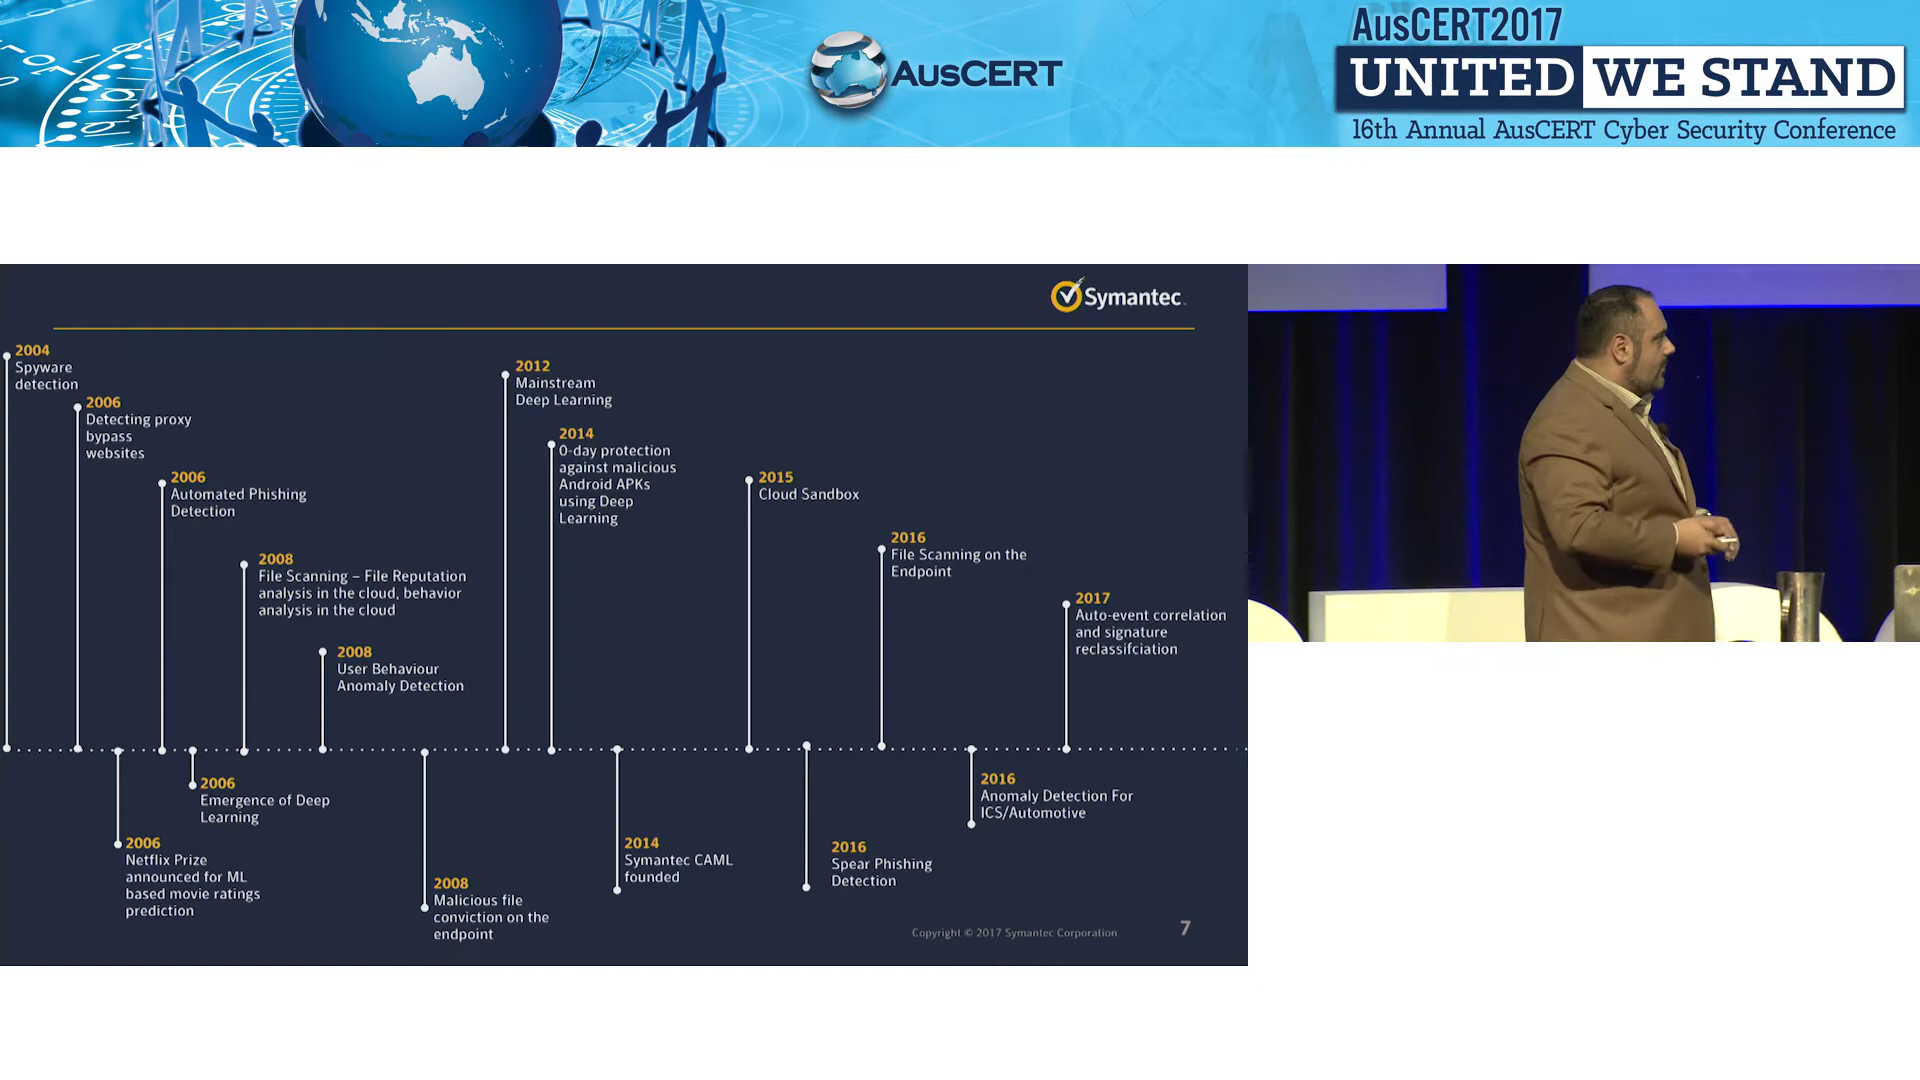 AusCERT
AusCERT2017
UNITED WE STAND
16th Annual AusCERT Cyber Security Conference
Symantec
2004
Spyware
detection
2006
Detecting proxy
bypass
websites
2006
Automated Phishing
Detection
2008
File Scanning – File Reputation
analysis in the cloud, behavior
analysis in the cloud
2008
User Behaviour
Anomaly Detection
2012
Mainstream
Deep Learning
2014
0-day protection
against malicious
Android APKs
using Deep
Learning
2015
Cloud Sandbox
2016
File Scanning on the
Endpoint
2017
Auto-event correlation
and signature
reclassifciation
2006
Emergence of Deep
Learning
2006
Netflix Prize
announced for ML
based movie ratings
prediction
2008
Malicious file
conviction on the
endpoint
2014
Symantec CAML
founded
2016
Spear Phishing
Detection
2016
Anomaly Detection For
ICS/Automotive
Copyright © 2017 Symantec Corporation
7